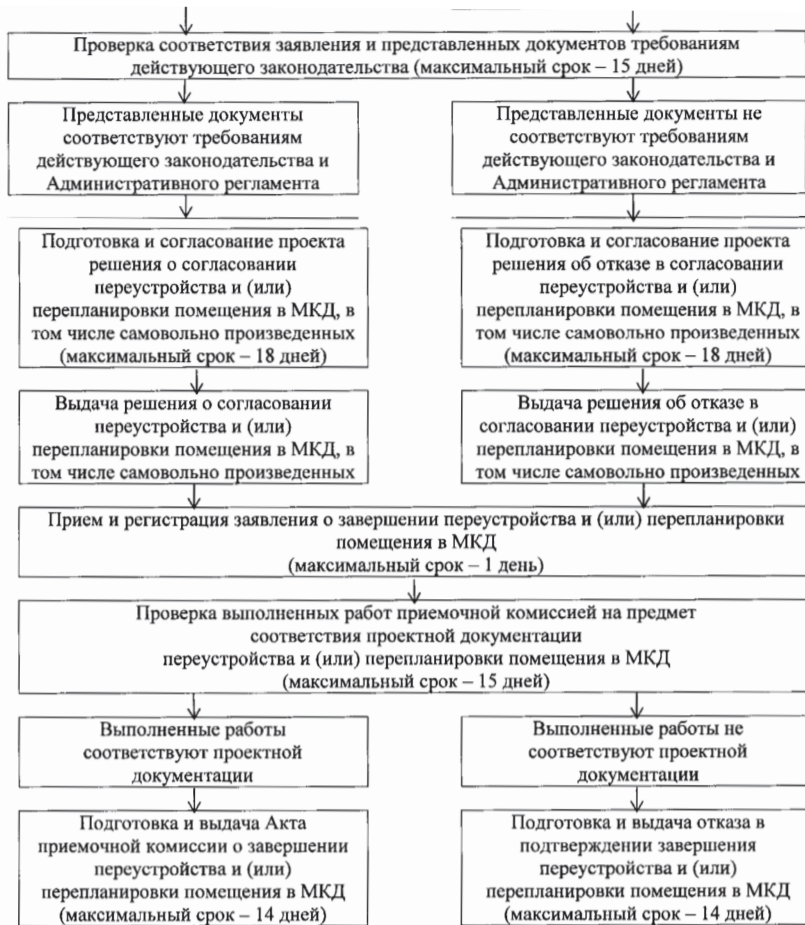 Проверка соответствия заявления и представленных документов требованиям
действующего законодательства (максимальный срок – 15 дней)
Представленные документы
соответствуют требованиям
действующего законодательства и
Административного регламента
Представленные документы не
соответствуют требованиям
действующего законодательства и
Административного регламента
Подготовка и согласование проекта
решения о согласовании
переустройства и (или)
перепланировки помещения в МКД, в
том числе самовольно произведенных
(максимальный срок – 18 дней)
Подготовка и согласование проекта
решения об отказе в согласовании
переустройства и (или)
перепланировки помещения в МКД, в
том числе самовольно произведенных
(максимальный срок – 18 дней)
Выдача решения о согласовании
переустройства и (или)
перепланировки помещения в МКД, в
том числе самовольно произведенных
Выдача решения об отказе в
согласовании переустройства и (или)
перепланировки помещения в МКД, в
том числе самовольно произведенных
Прием и регистрация заявления о завершении переустройства и (или) перепланировки
помещения в МКД
(максимальный срок – 1 день)
Проверка выполненных работ приемочной комиссией на предмет
соответствия проектной документации
переустройства и (или) перепланировки помещения в МКД
(максимальный срок – 15 дней)
Выполненные работы
соответствуют проектной
документации
Выполненные работы не
соответствуют проектной
документации
Подготовка и выдача Акта
приемочной комиссии о завершении
переустройства и (или)
перепланировки помещения в МКД
(максимальный срок – 14 дней)
Подготовка и выдача отказа в
подтверждении завершения
переустройства и (или)
перепланировки помещения в МКД
(максимальный срок – 14 дней)